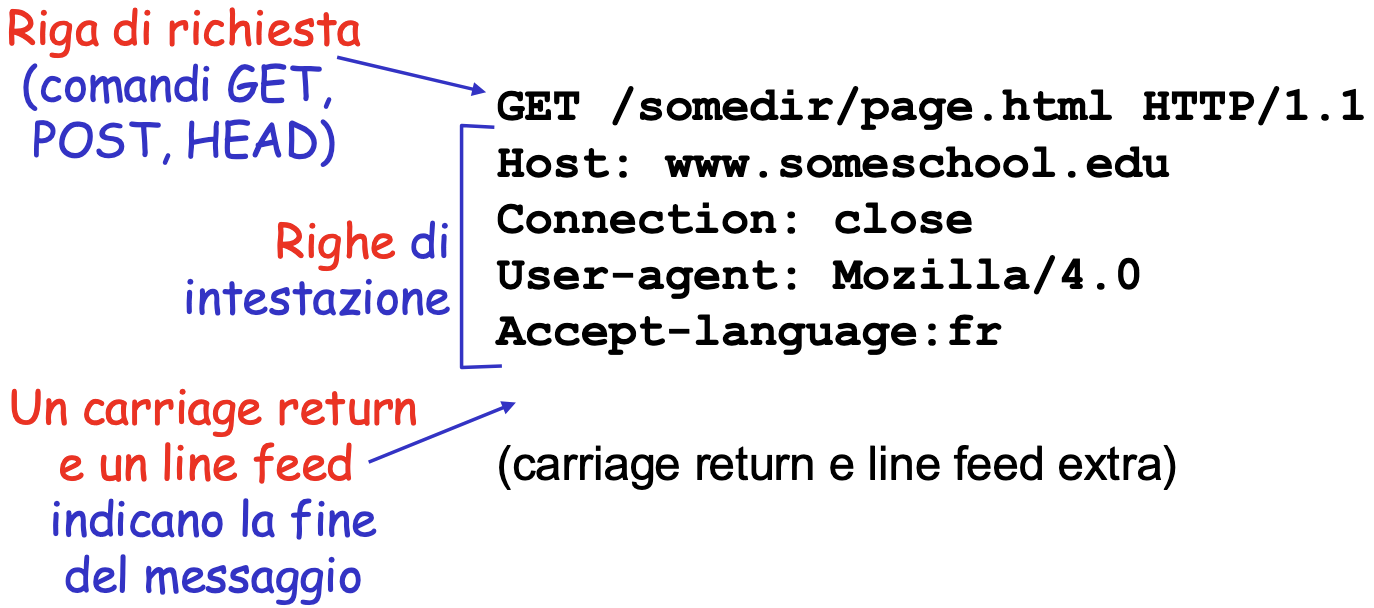 Riga di richiesta
(comandi GET,
POST, HEAD)
GET /somedir/page.html HTTP/1.1
Host: www.someschool.edu
Connection: close
User-agent: Mozilla/4.0
Accept-language:fr
Righe di
intestazione
Un carriage return
e un line feed
indicano la fine
del messaggio
(carriage return e line feed extra)